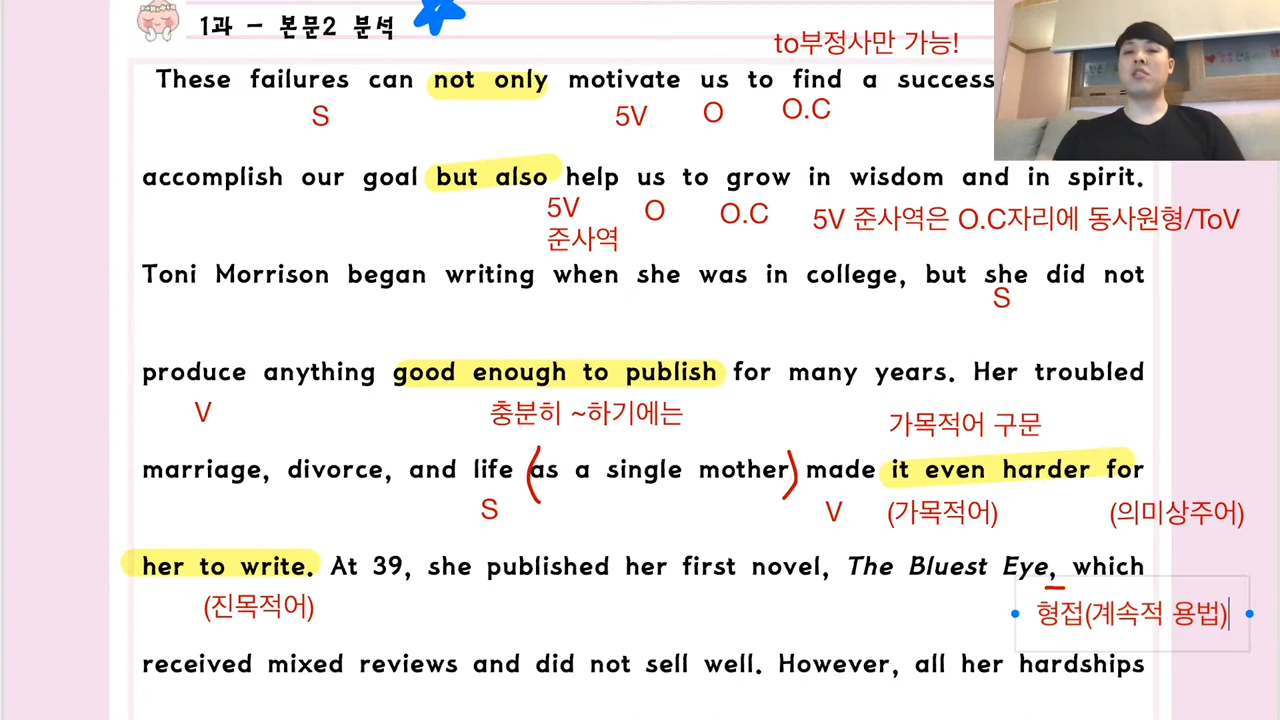 1과 – 본문2 분석
to부정사만 가능!
These failures can not only motivate us to find a success
S 5V O O.C
accomplish our goal but also help us to grow in wisdom and in spirit.
5V O O.C 5V 준사역은 O.C자리에 동사원형/ToV
준사역
Toni Morrison began writing when she was in college, but she did not
S
produce anything good enough to publish for many years. Her troubled
V 충분히 ~하기에는 가목적어 구문
marriage, divorce, and life (as a single mother) made it even harder for
S V (가목적어) (의미상주어)
her to write. At 39, she published her first novel, The Bluest Eye, which
(진목적어) 형접(계속적 용법)
received mixed reviews and did not sell well. However, all her hardships